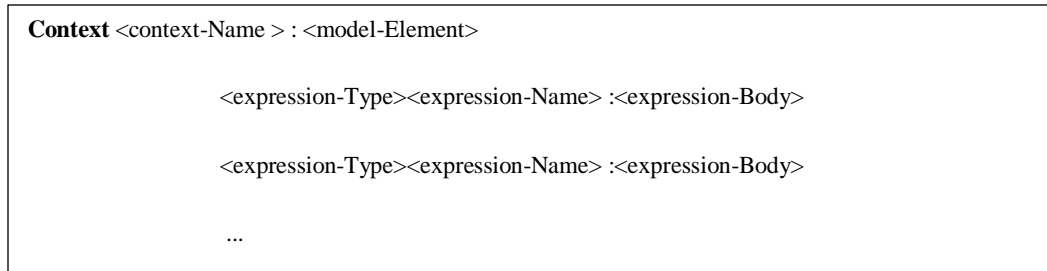 Context <context-Name > : <model-Element>
<expression-Type><expression-Name> :<expression-Body>
<expression-Type><expression-Name> :<expression-Body>
...